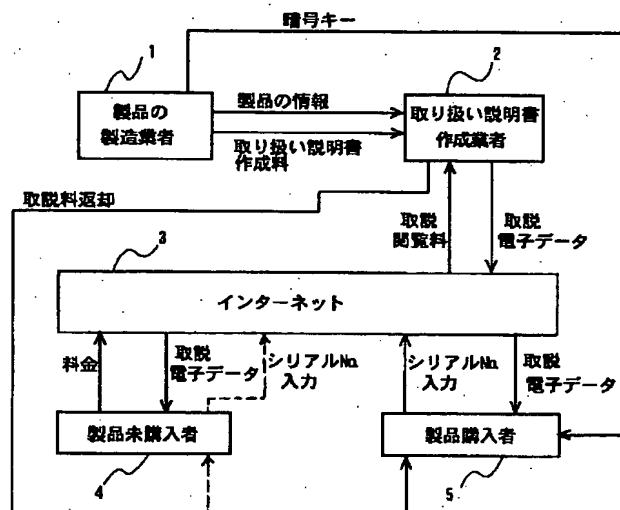 暗号キー
1
2
製品の
製造業者
製品の情報
取り扱い説明書
作成料
取り扱い説明書
作成業者
取説料返却
取説
閲覧料
取説
電子データ
3
インターネット
料金
取説
電子データ
シリアル№
入力
シリアル№
入力
取説
電子データ
製品未購入者
製品購入者
4
5